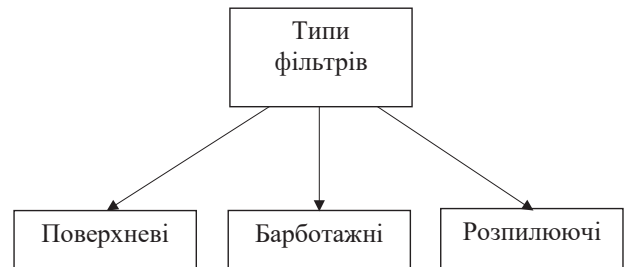 Типи
фільтрів
Поверхневі
Барботажні
Розпилюючі